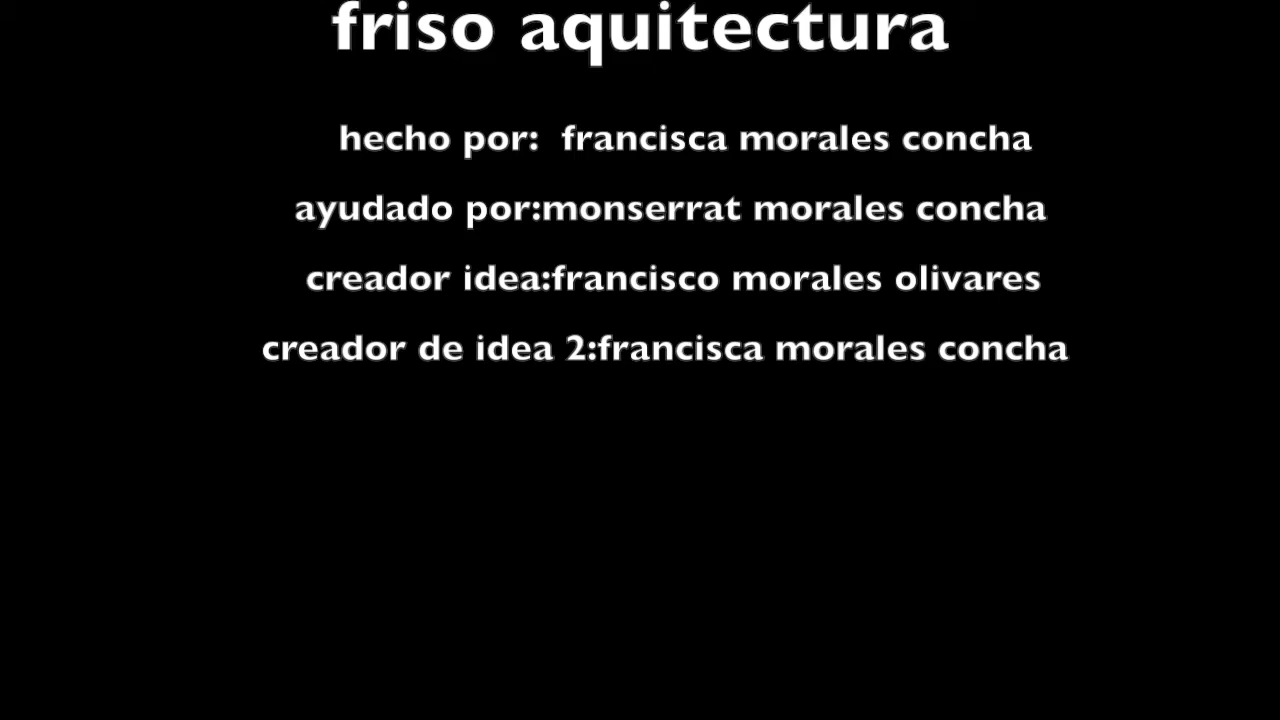 friso aquitectura
hecho por:  francisca morales concha
ayudado por:monserrat morales concha
creador idea:francisco morales olivares
creador de idea 2:francisca morales concha